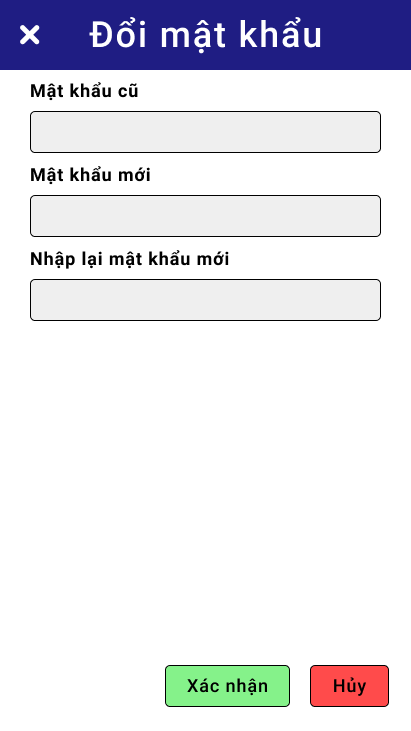 Đổi mật khẩu
Mật khẩu cũ
Mật khẩu mới
Nhập lại mật khẩu mới
Xác nhận Hủy